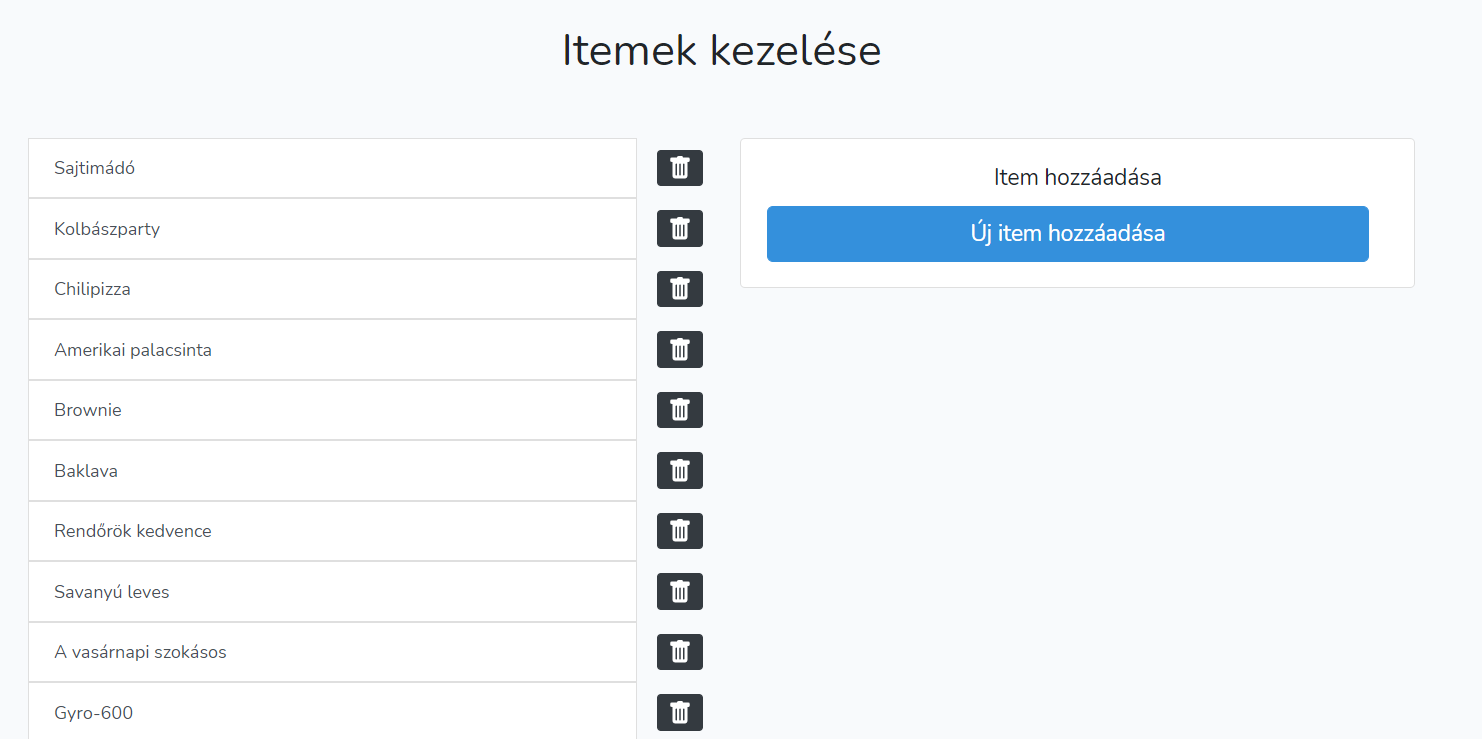 Itemek kezelése
Sajtimádó
Kolbászparty
Chilipizza
Amerikai palacsinta
Brownie
Baklava
Rendőrök kedvence
Savanyú leves
A vasárnapi szokásos
Gyro-600
Item hozzáadása
Új item hozzáadása